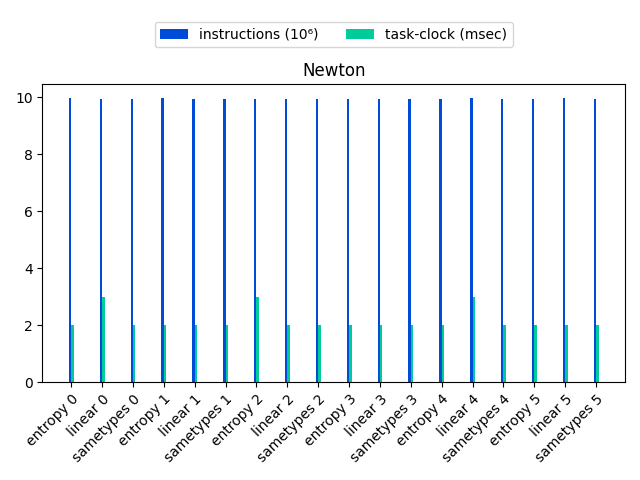 instructions (10⁶)
task-clock (msec)
Newton
10
8
6
4
2
0
entropy 0
linear 0
sametypes 0
entropy 1
linear 1
sametypes 1
entropy 2
linear 2
sametypes 2
entropy 3
linear 3
sametypes 3
entropy 4
linear 4
sametypes 4
entropy 5
linear 5
sametypes 5